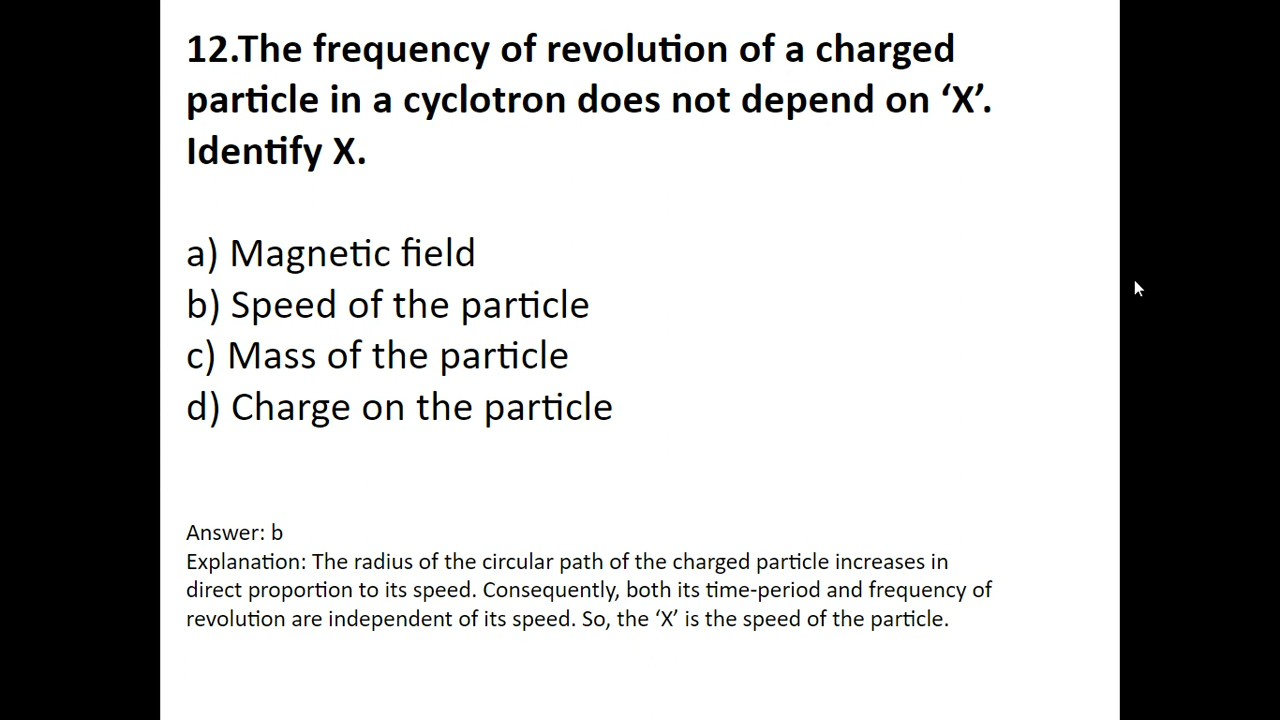 12.The frequency of revolution of a charged
particle in a cyclotron does not depend on ‘X’.
Identify X.
a) Magnetic field
b) Speed of the particle
c) Mass of the particle
d) Charge on the particle
Answer: b
Explanation: The radius of the circular path of the charged particle increases in
direct proportion to its speed. Consequently, both its time-period and frequency of
revolution are independent of its speed. So, the ‘X’ is the speed of the particle.